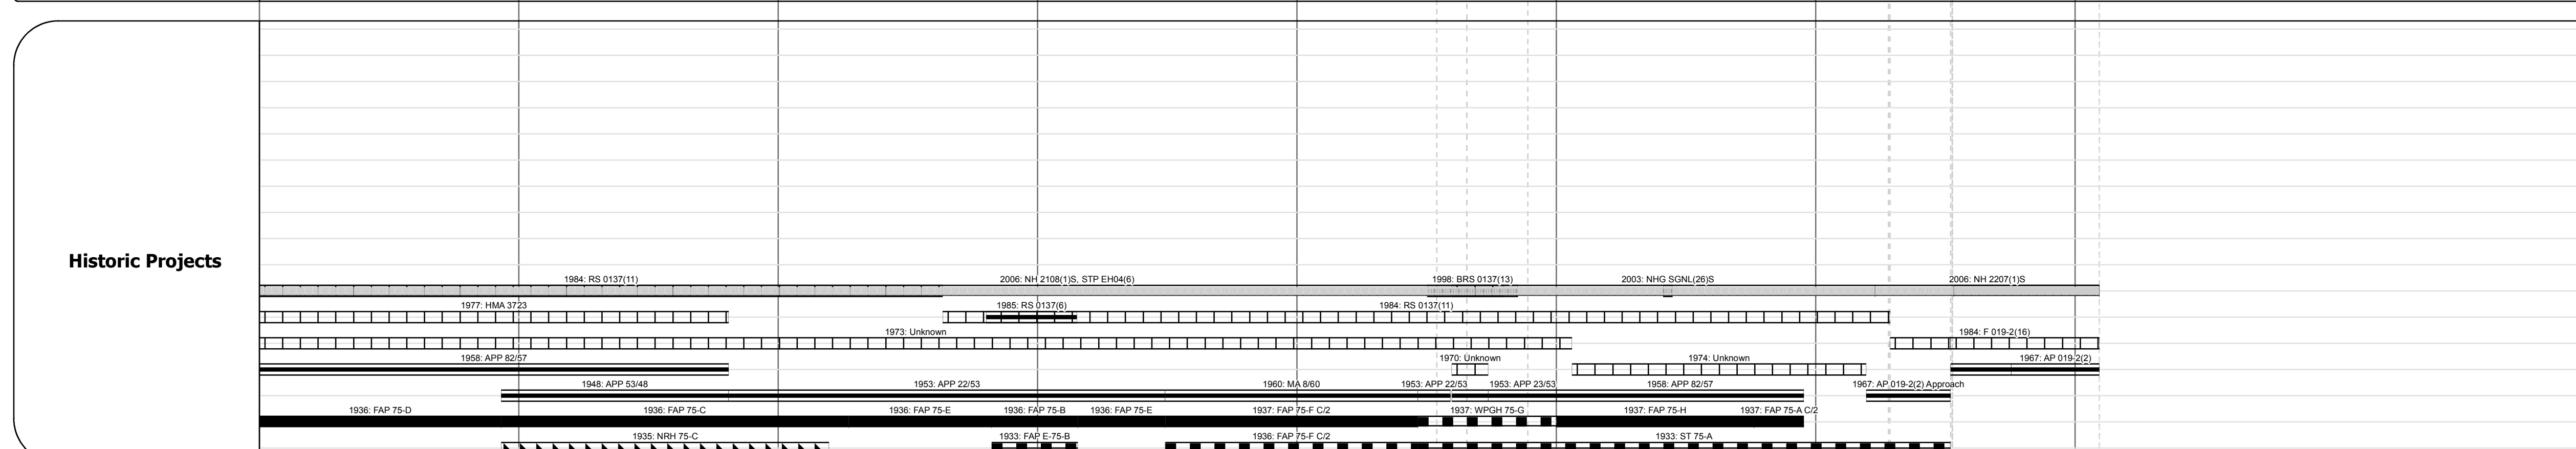 Historic Projects
1984: RS 0137(11) 2006: NH 2108(1)S, STP EH04(6) 1998: BRS 0137(13) 2003: NHG SGNL(26)S 2006: NH 2207(1)S
1977: HMA 3723 1985: RS 0137(6) 1984: RS 0137(11)
1973: Unknown 1984: F 019-2(16)
1958: APP 82/57 1970: Unknown 1974: Unknown 1967: AP 019-2(2)
1948: APP 53/48 1953: APP 22/53 1960: MA 8/60 1953: APP 22/53 1953: APP 23/53 1958: APP 82/57 1967: AP 019-2(2) Approach
1936: FAP 75-D 1936: FAP 75-C 1936: FAP 75-E 1936: FAP 75-B 1936: FAP 75-E 1937: FAP 75-F C/2 1937: WPGH 75-G 1937: FAP 75-H 1937: FAP 75-A C/2
1935: NRH 75-C 1933: FAP E-75-B 1936: FAP 75-F C/2 1933: ST 75-A